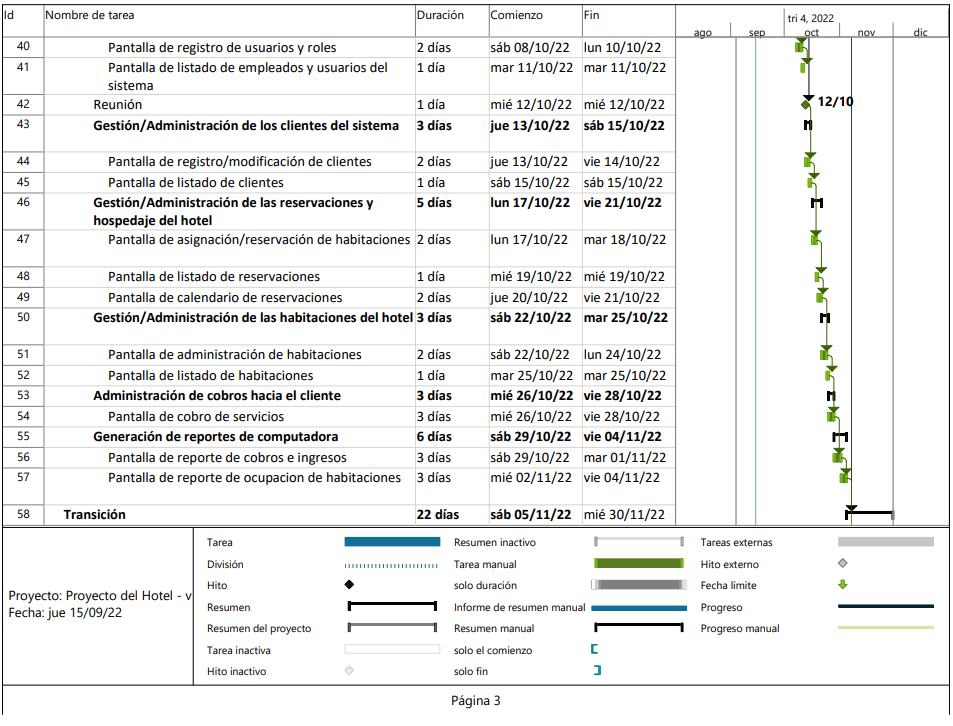 Id Nombre de tarea Duración Comienzo Fin
tri 4, 2022
ago sep oct nov dic
40 Pantalla de registro de usuarios y roles 2 días sáb 08/10/22 lun 10/10/22
41 Pantalla de listado de empleados y usuarios del 1 día mar 11/10/22 mar 11/10/22
sistema
42 Reunión 1 día mié 12/10/22 mié 12/10/22 12/10
43 Gestión/Administración de los clientes del sistema 3 días jue 13/10/22 sáb 15/10/22
44 Pantalla de registro/modificación de clientes 2 días jue 13/10/22 vie 14/10/22
45 Pantalla de listado de clientes 1 día sáb 15/10/22 sáb 15/10/22
46 Gestión/Administración de las reservaciones y 5 días lun 17/10/22 vie 21/10/22
hospedaje del hotel
47 Pantalla de asignación/reservación de habitaciones 2 días lun 17/10/22 mar 18/10/22
48 Pantalla de listado de reservaciones 1 día mié 19/10/22 mié 19/10/22
49 Pantalla de calendario de reservaciones 2 días jue 20/10/22 vie 21/10/22
50 Gestión/Administración de las habitaciones del hotel 3 días sáb 22/10/22 mar 25/10/22
51 Pantalla de administración de habitaciones 2 días sáb 22/10/22 lun 24/10/22
52 Pantalla de listado de habitaciones 1 día mar 25/10/22 mar 25/10/22
53 Administración de cobros hacia el cliente 3 días mié 26/10/22 vie 28/10/22
54 Pantalla de cobro de servicios 3 días mié 26/10/22 vie 28/10/22
55 Generación de reportes de computadora 6 días sáb 29/10/22 vie 04/11/22
56 Pantalla de reporte de cobros e ingresos 3 días sáb 29/10/22 mar 01/11/22
57 Pantalla de reporte de ocupacion de habitaciones 3 días mié 02/11/22 vie 04/11/22
58 Transición 22 días sáb 05/11/22 mié 30/11/22
Proyecto: Proyecto del Hotel - v
Fecha: jue 15/09/22
Tarea
División
Hito
Resumen
Resumen del proyecto
Tarea inactiva
Hito inactivo
Resumen inactivo
Tarea manual
solo duración
Informe de resumen manual
Resumen manual
solo el comienzo
solo fin
Tareas externas
Hito externo
Fecha límite
Progreso
Progreso manual
Página 3